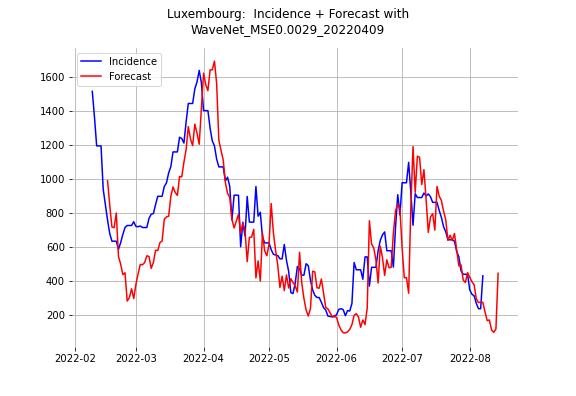 Luxembourg:  Incidence + Forecast with
WaveNet_MSE0.0029_20220409
Incidence
Forecast
1600
1400
1200
1000
800
600
400
200
2022-02 2022-03 2022-04 2022-05 2022-06 2022-07 2022-08